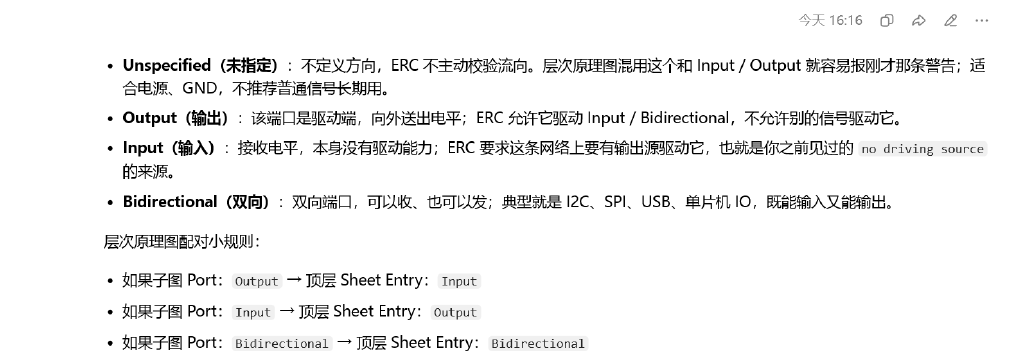 今天 16:16
• Unspecified（未指定）：不定义方向，ERC 不主动校验流向。层次原理图混用这个和 Input / Output 就容易报刚才那条警告；适
合电源、GND，不推荐普通信号长期用。
• Output（输出）：该端口是驱动端，向外送出电平；ERC 允许它驱动 Input / Bidirectional，不允许别的信号驱动它。
• Input（输入）：接收电平，本身没有驱动能力；ERC 要求这条网络上要有输出源驱动它，也就是你之前见过的 no driving source
的来源。
• Bidirectional（双向）：双向端口，可以收、也可以发；典型就是 I2C、SPI、USB、单片机 IO，既能输入又能输出。
层次原理图配对小规则：
• 如果子图 Port：Output → 顶层 Sheet Entry：Input
• 如果子图 Port：Input → 顶层 Sheet Entry：Output
• 如果子图 Port：Bidirectional → 顶层 Sheet Entry：Bidirectional